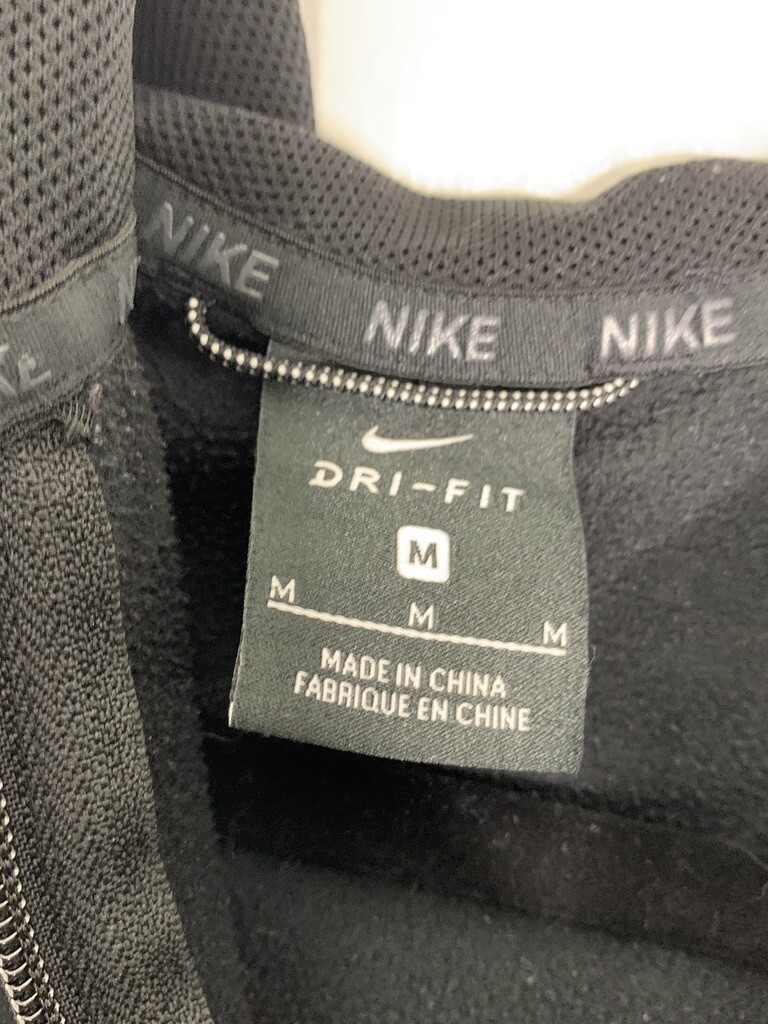 NIKE
NIKE
NIKE
DRI-FIT
M
M M M
MADE IN CHINA
FABRIQUE EN CHINE